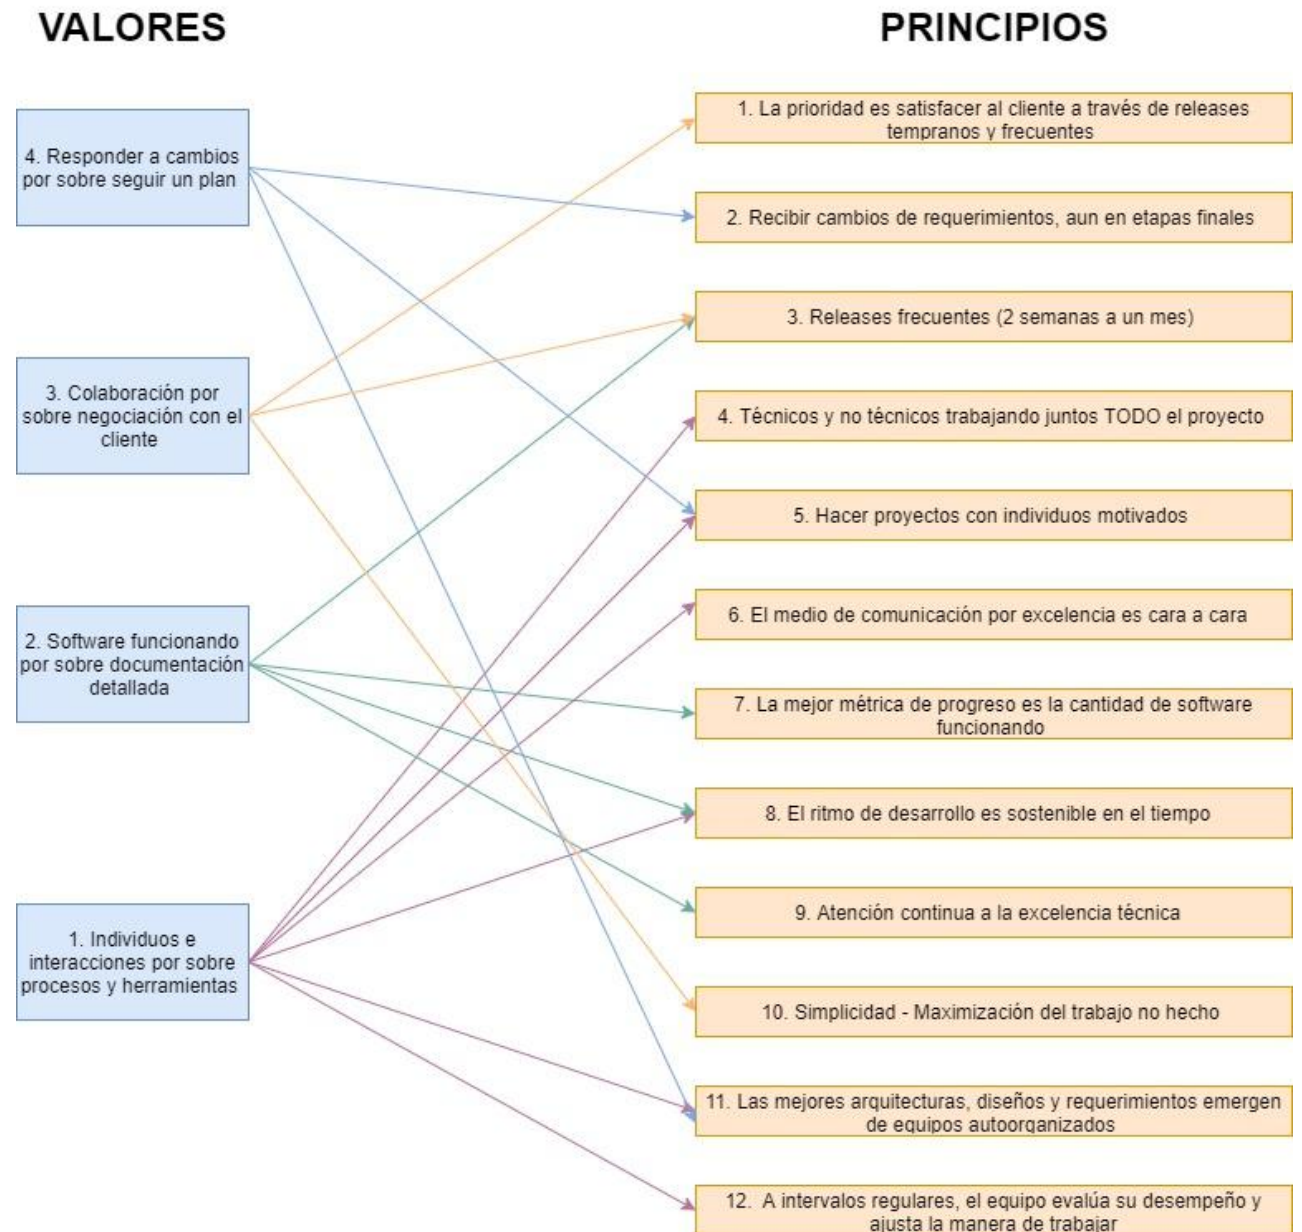 VALORES
PRINCIPIOS
4. Responder a cambios
por sobre seguir un plan
3. Colaboración por
sobre negociación con el
cliente
2. Software funcionando
por sobre documentación
detallada
1. Individuos e
interacciones por sobre
procesos y herramientas
1. La prioridad es satisfacer al cliente a través de releases
tempranos y frecuentes
2. Recibir cambios de requerimientos, aun en etapas finales
3. Releases frecuentes (2 semanas a un mes)
4. Técnicos y no técnicos trabajando juntos TODO el proyecto
5. Hacer proyectos con individuos motivados
6. El medio de comunicación por excelencia es cara a cara
7. La mejor métrica de progreso es la cantidad de software
funcionando
8. El ritmo de desarrollo es sostenible en el tiempo
9. Atención continua a la excelencia técnica
10. Simplicidad - Maximización del trabajo no hecho
11. Las mejores arquitecturas, diseños y requerimientos emergen
de equipos autoorganizados
12. A intervalos regulares, el equipo evalúa su desempeño y
ajusta la manera de trabajar